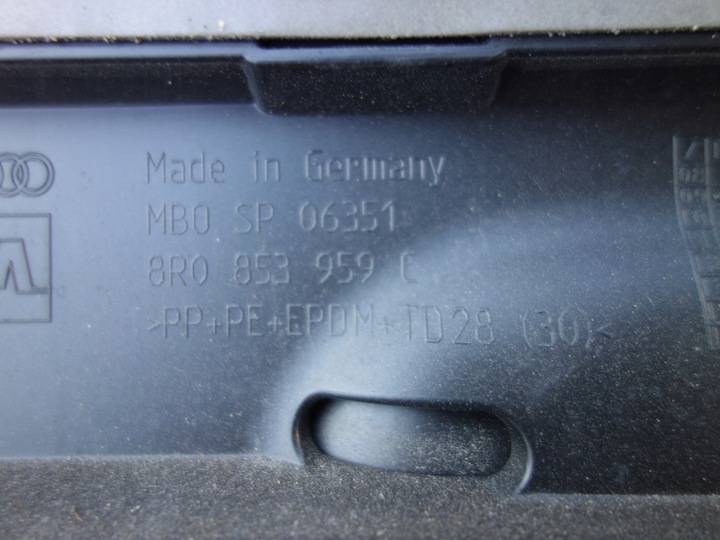 Made in Germany
MBO SP 06351
8R0 853 959
>PP+PE+EPDM+TD28 (30)<